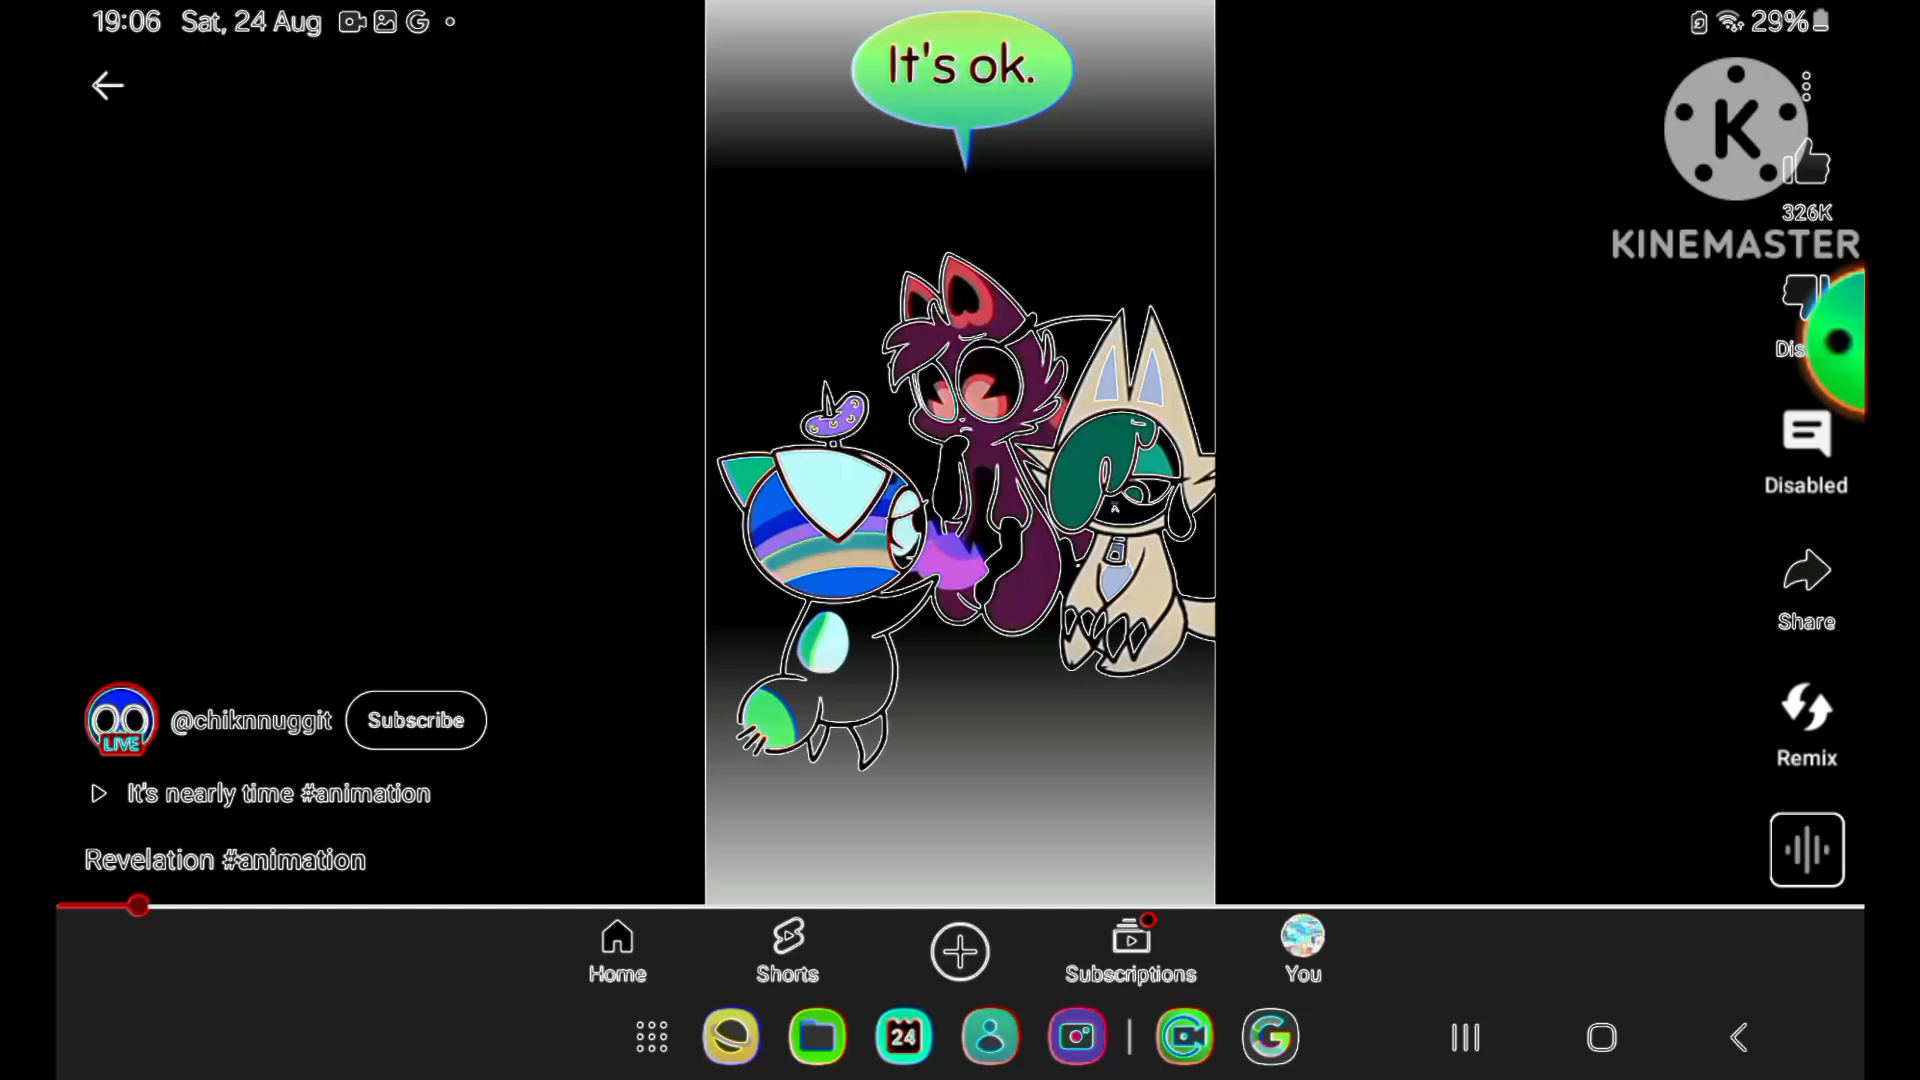 19:06 Sat, 24 Aug
29%
It's ok.
K
KINEMASTER
326K
Dis
Disabled
Share
Remix
LIVE
@chiknnuggit
Subscribe
It's nearly time #animation
Revelation #animation
Home
Shorts
Subscriptions
You
24
G